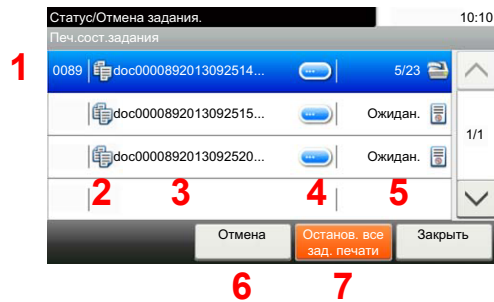 Статус/Отмена задания. 10:10
Печ.сост.задания
1 0089 doc0000892013092514... 5/23
doc0000892013092515... Ожидан.
1/1
doc0000892013092520... Ожидан.
2 3 4 5
Отмена Останов. все зад. печати Закрыть
6 7